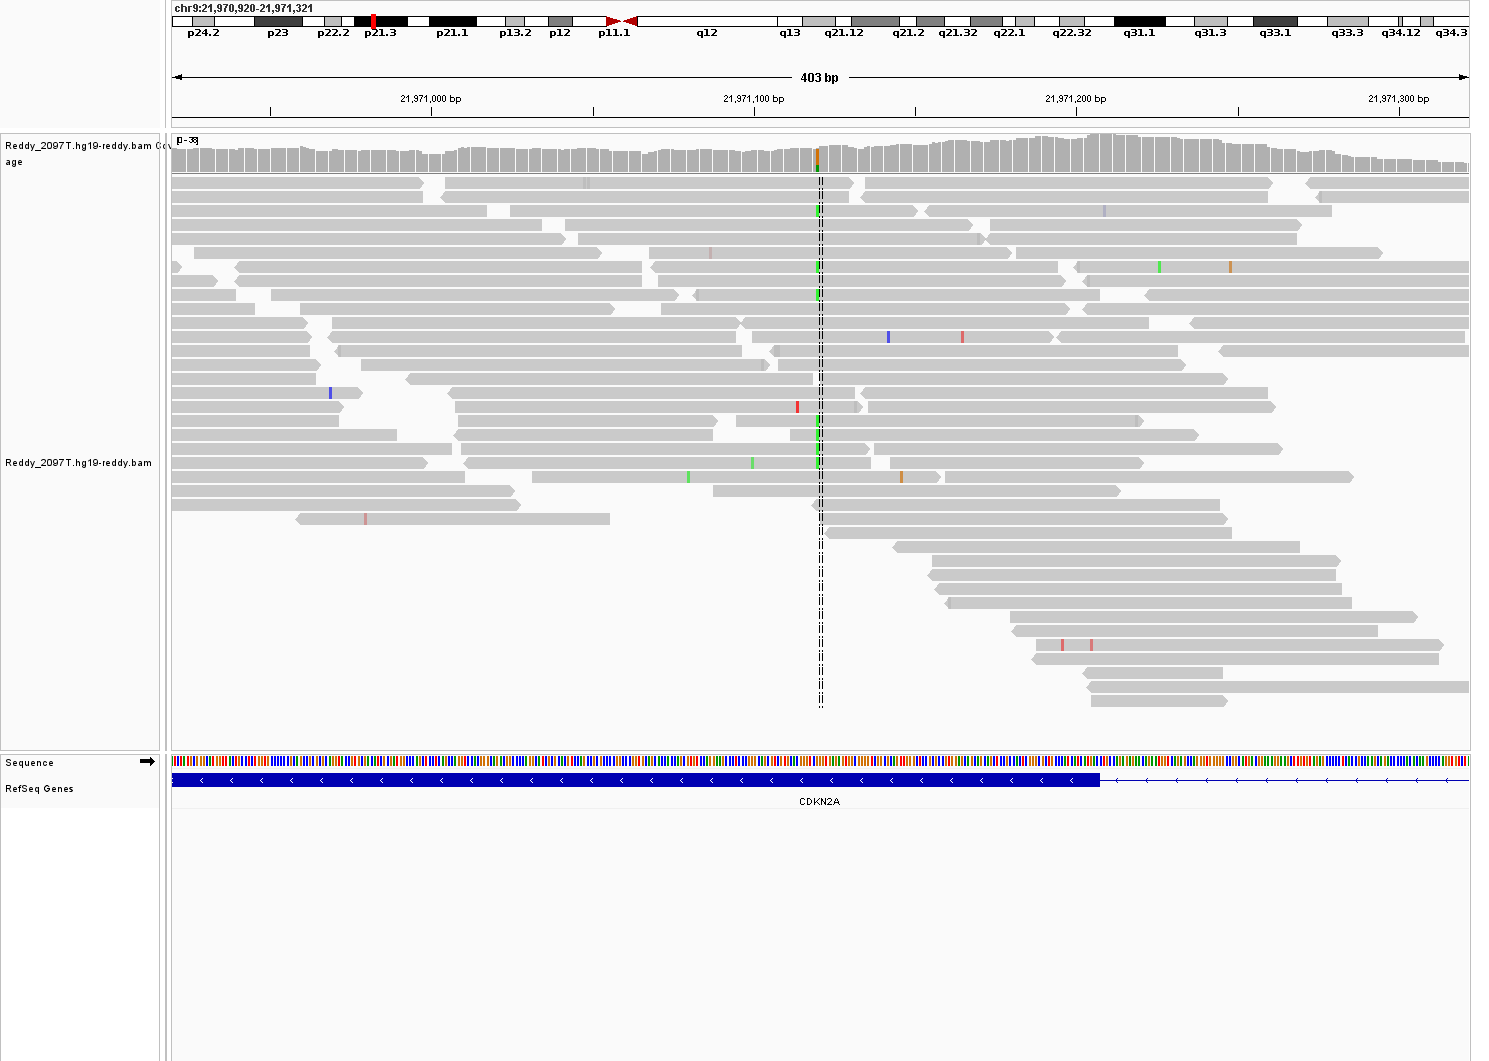 chr9:21,970,920-21,971,321
p24.2 p23 p22.2 p21.3 p21.1 p13.2 p12 p11.1 q12 q13 q21.12 q21.2 q21.32 q22.1 q22.32 q31.1 q31.3 q33.1 q33.3 q34.12 q34.3
403 bp
21,971,000 bp 21,971,100 bp 21,971,200 bp 21,971,300 bp
[0-38]
Reddy_2097T.hg19-reddy.bam Cov
age
Reddy_2097T.hg19-reddy.bam
Sequence
RefSeq Genes
CDKN2A